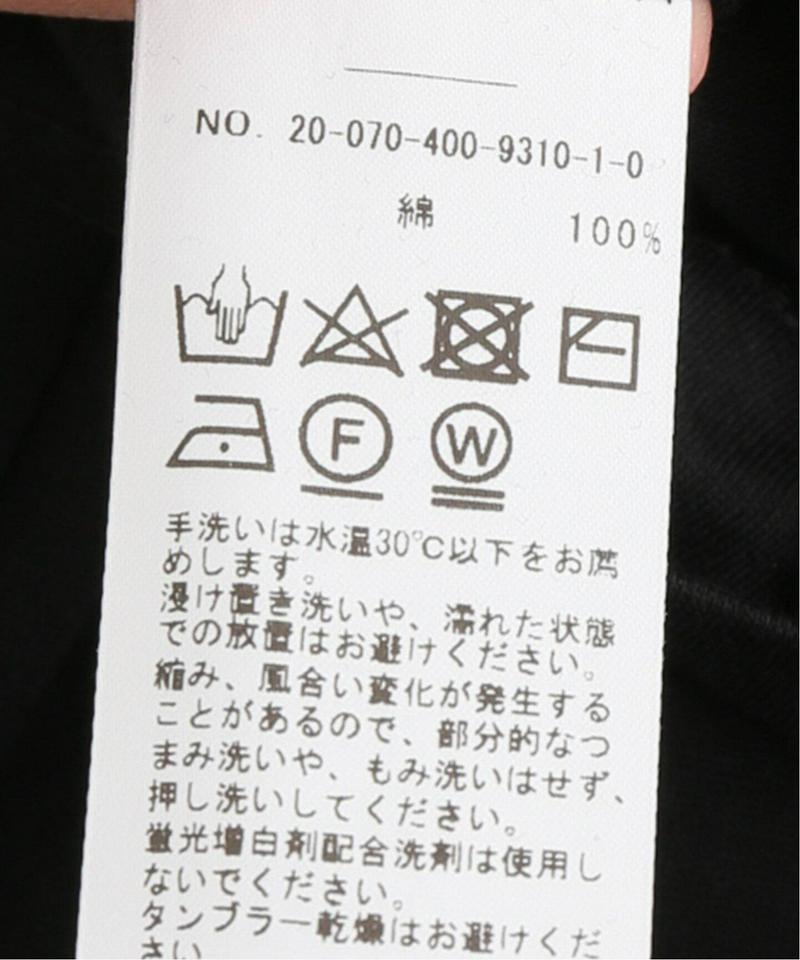 NO. 20-070-400-9310-1-0
綿 100%
F W
手洗いは水温30℃以下をお薦
めします。
浸け置き洗いや、濡れた状態
での放置はお避けください。
縮み、風合い変化が発生する
ことがあるので、部分的なつ
まみ洗いや、もみ洗いはせず、
押し洗いしてください。
蛍光増白剤配合洗剤は使用し
ないでください。
タンブラー乾燥はお避けくだ
さい